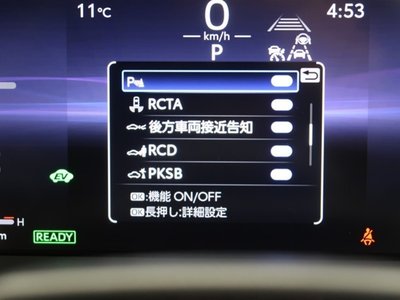 11℃
0
km/h
4:53
P
RCTA
後方車両接近告知
RCD
PKSB
OK:機能 ON/OFF
OK長押し:詳細設定
EV
H
m
READY